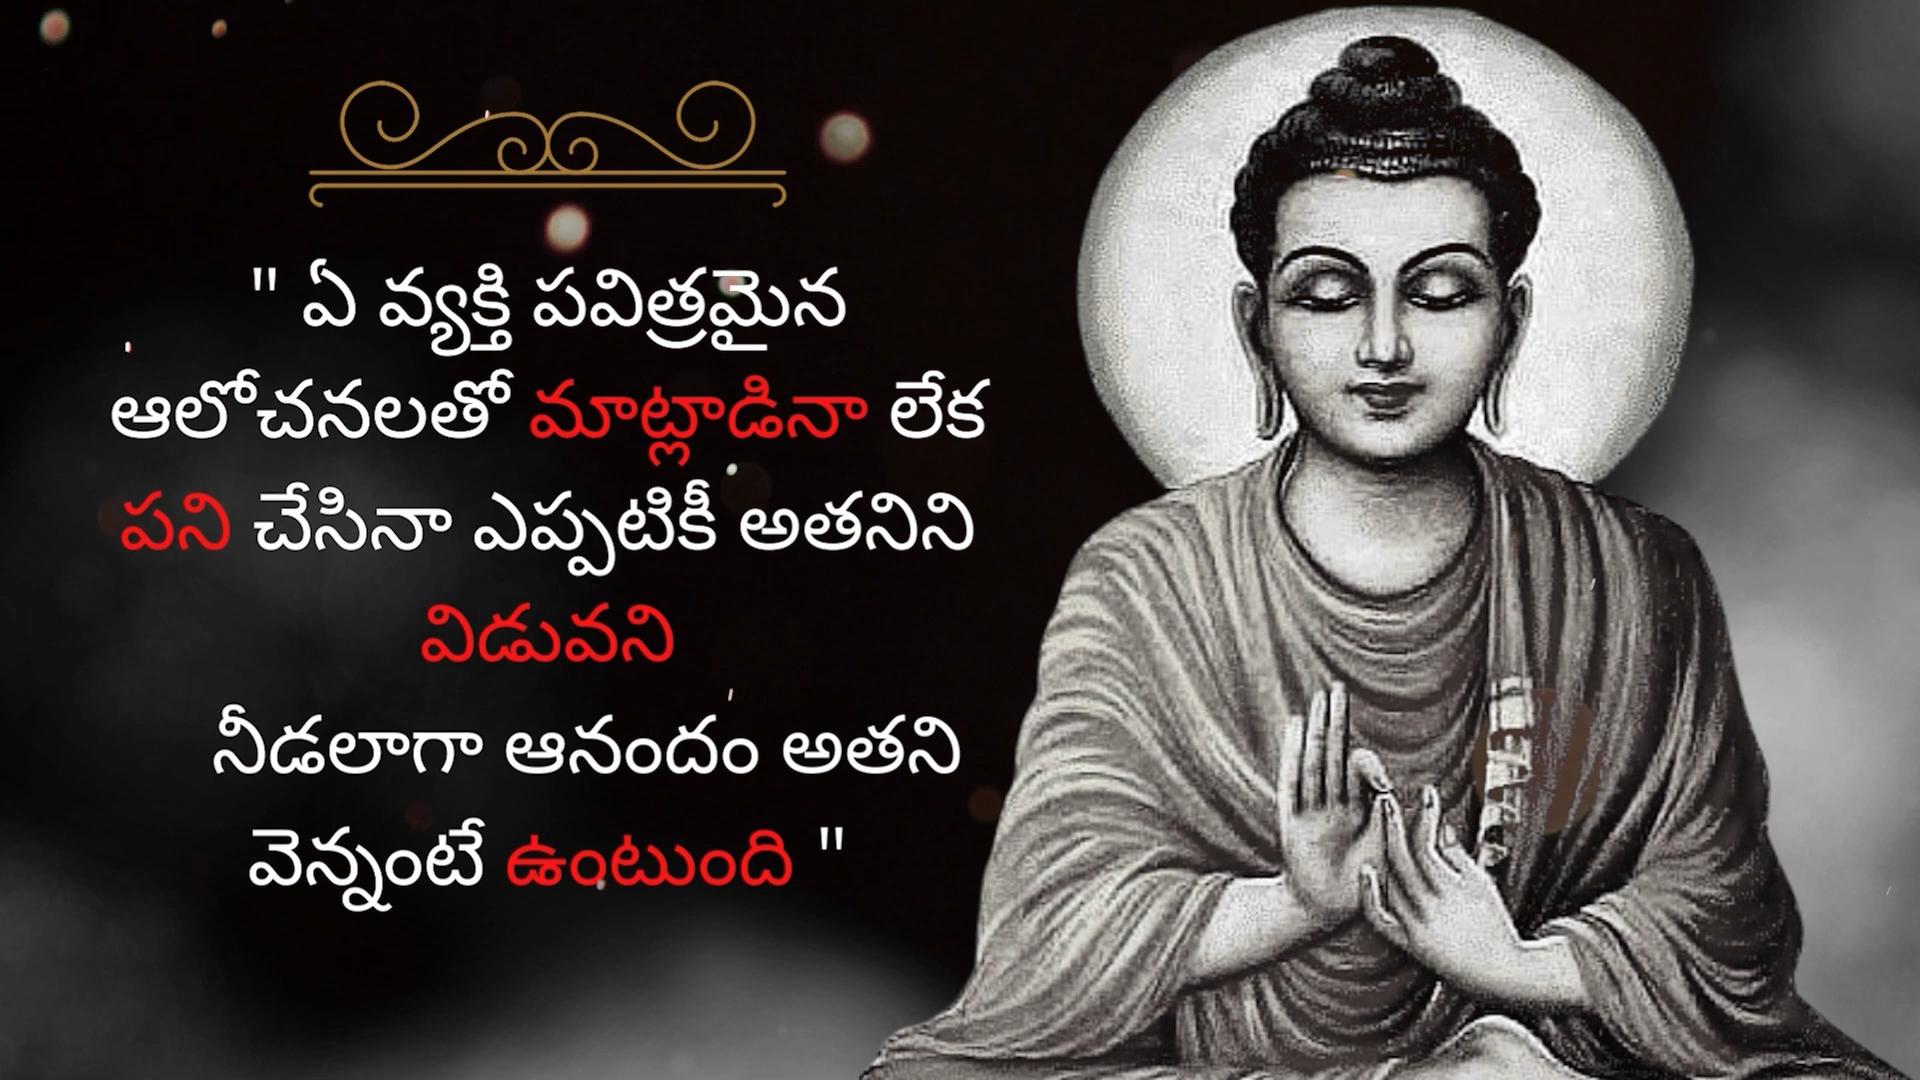 " ఏ వ్యక్తి పవిత్రమైన
ఆలోచనలతో మాట్లాడినా లేక
పని చేసినా ఎప్పటికీ అతనిని
విడువని
నీడలాగా ఆనందం అతని
వెన్నంటే ఉంటుంది "